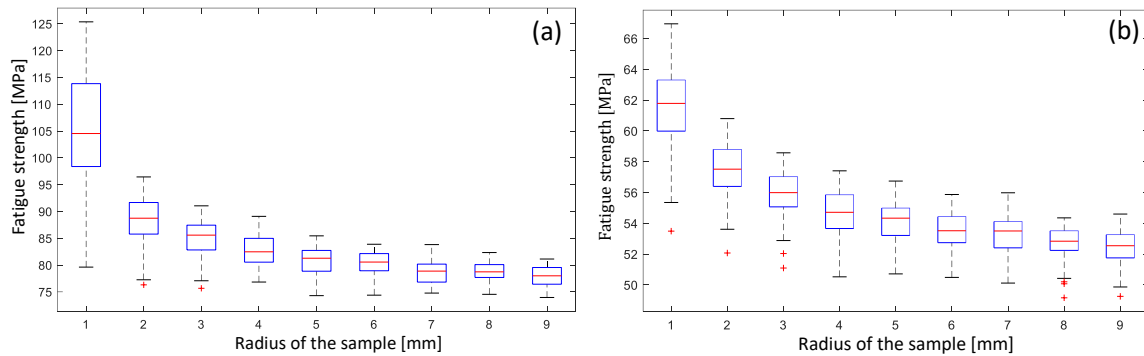 (a)
Fatigue strength [MPa]
125
120
115
110
105
100
95
90
85
80
75
1 2 3 4 5 6 7 8 9
Radius of the sample [mm]
(b)
Fatigue strength [MPa]
66
64
62
60
58
56
54
52
50
1 2 3 4 5 6 7 8 9
Radius of the sample [mm]